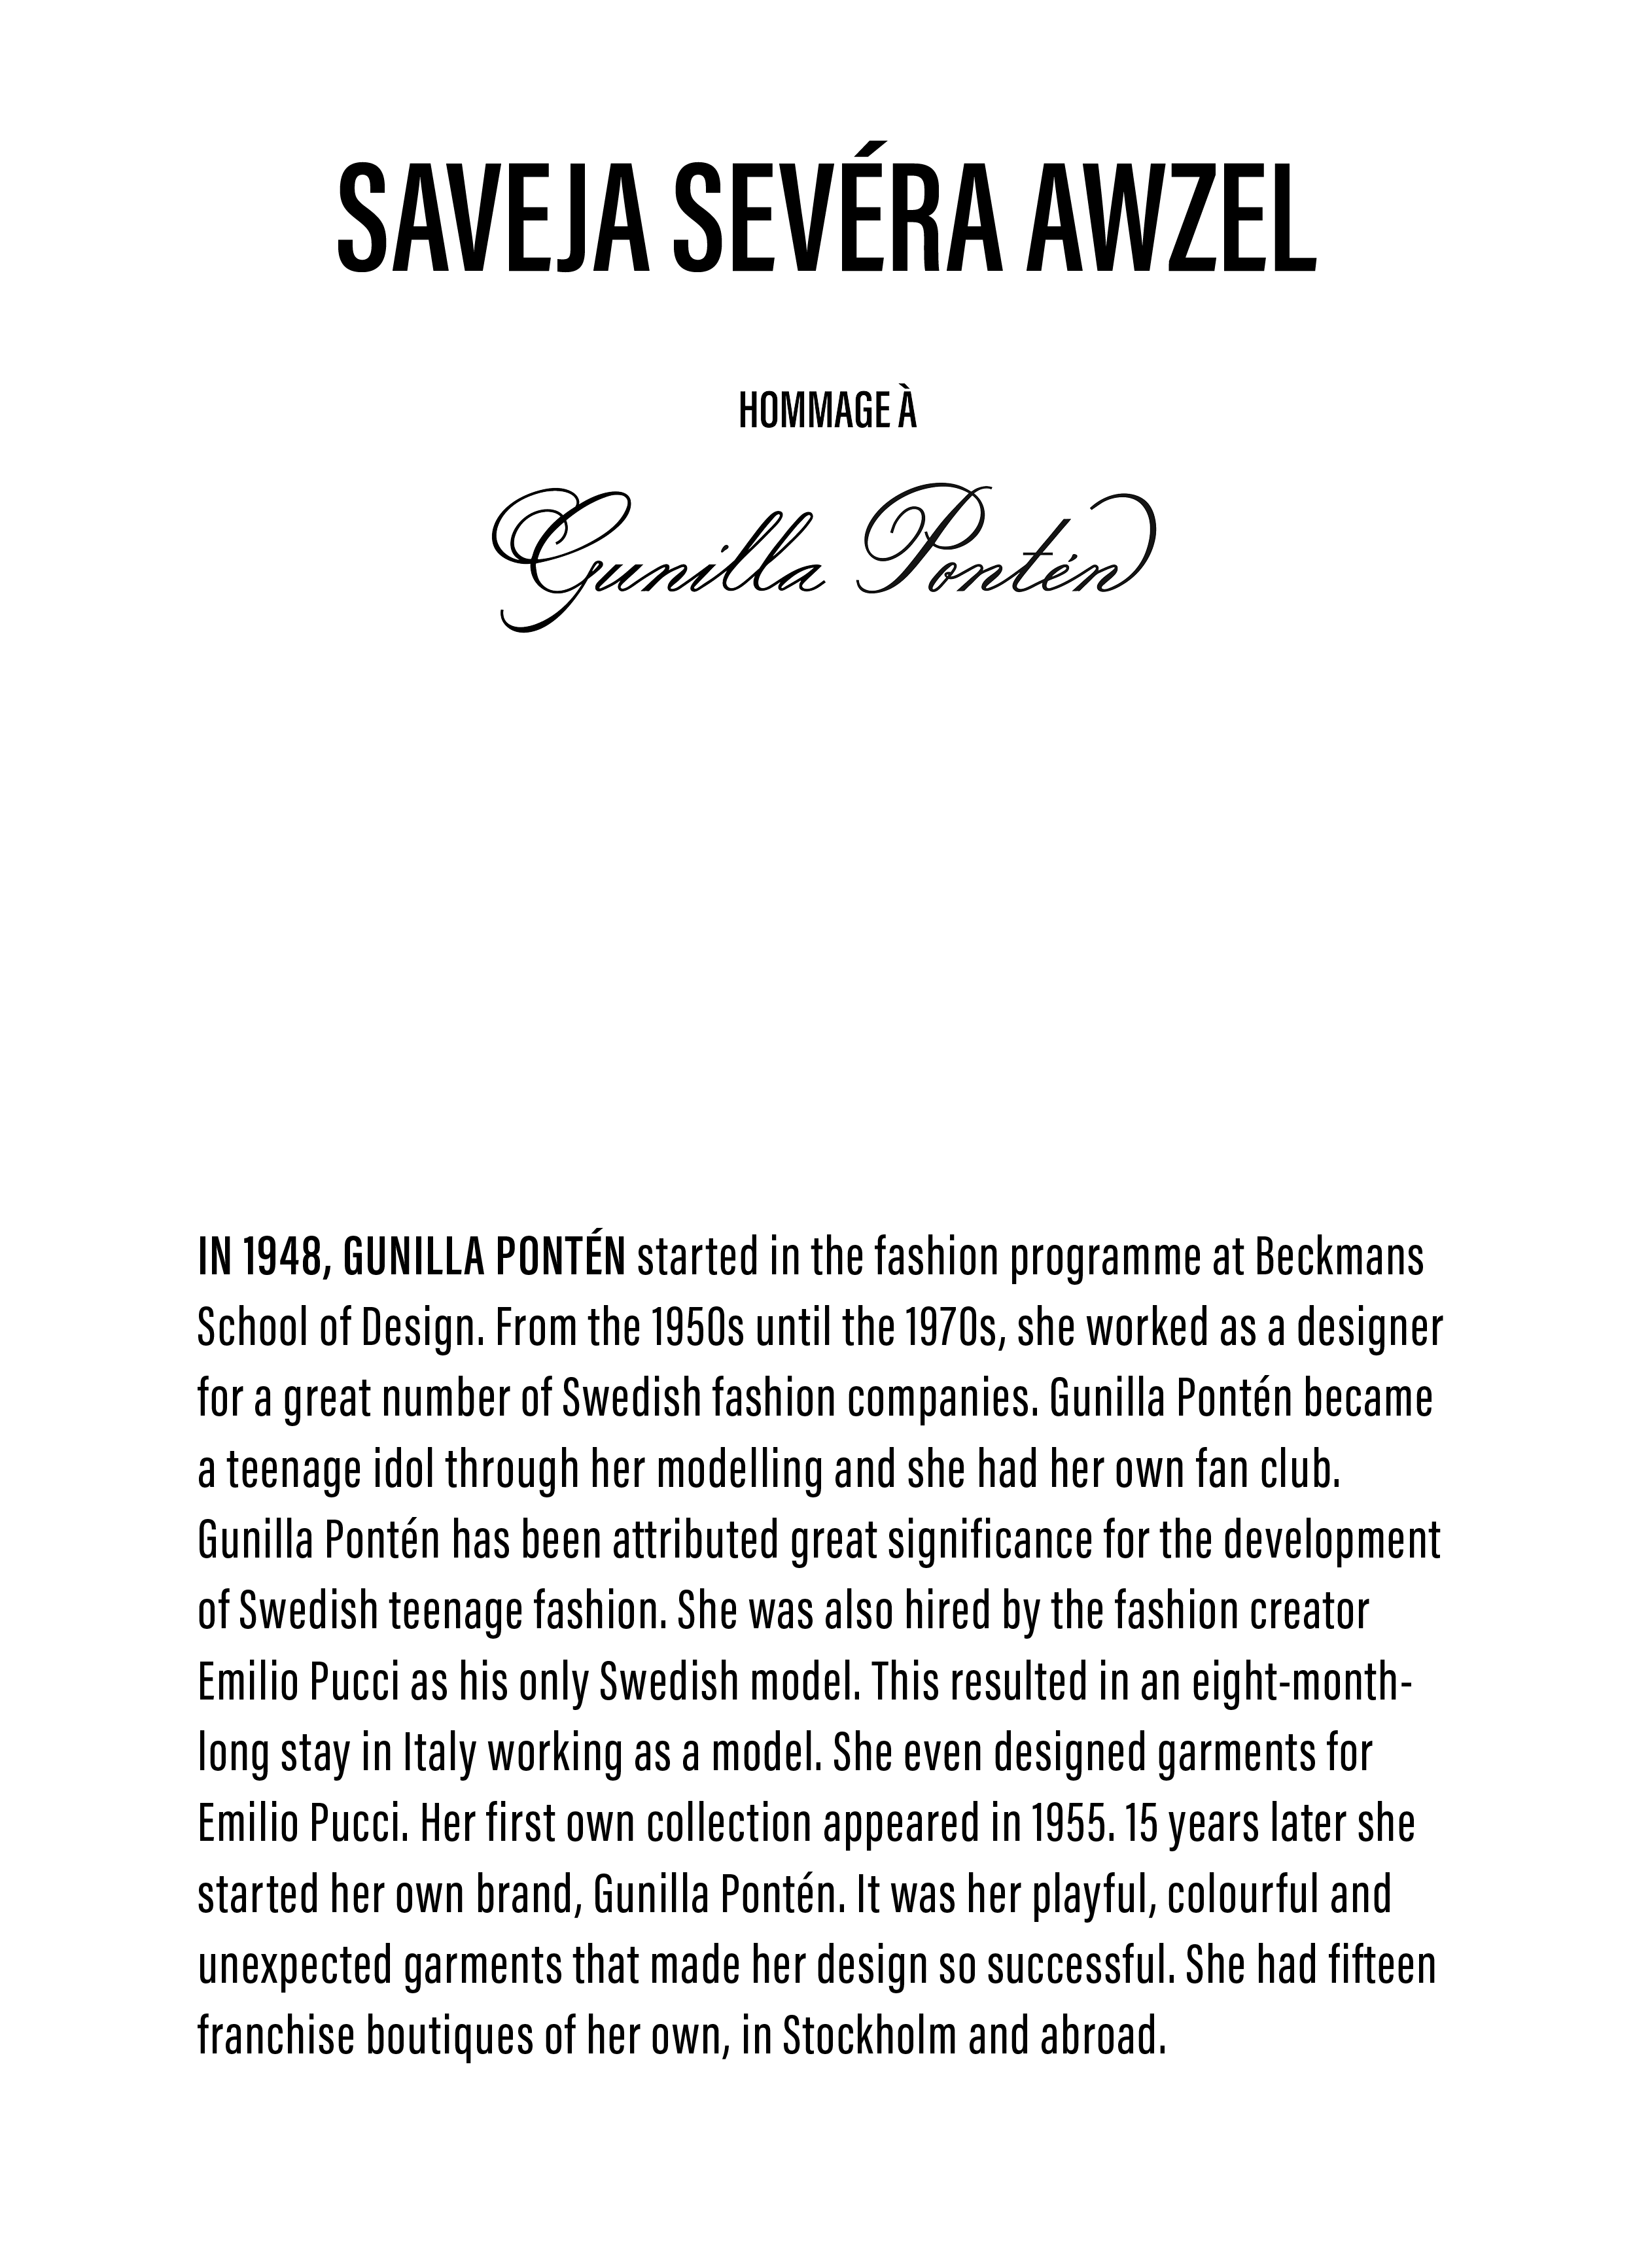 SAVEJA SEVÉRA AWZEL
HOMMAGE À
Gunilla Pontén
IN 1948, GUNILLA PONTÉN started in the fashion programme at Beckmans
School of Design. From the 1950s until the 1970s, she worked as a designer
for a great number of Swedish fashion companies. Gunilla Pontén became
a teenage idol through her modelling and she had her own fan club.
Gunilla Pontén has been attributed great significance for the development
of Swedish teenage fashion. She was also hired by the fashion creator
Emilio Pucci as his only Swedish model. This resulted in an eight-month-
long stay in Italy working as a model. She even designed garments for
Emilio Pucci. Her first own collection appeared in 1955. 15 years later she
started her own brand, Gunilla Pontén. It was her playful, colourful and
unexpected garments that made her design so successful. She had fifteen
franchise boutiques of her own, in Stockholm and abroad.